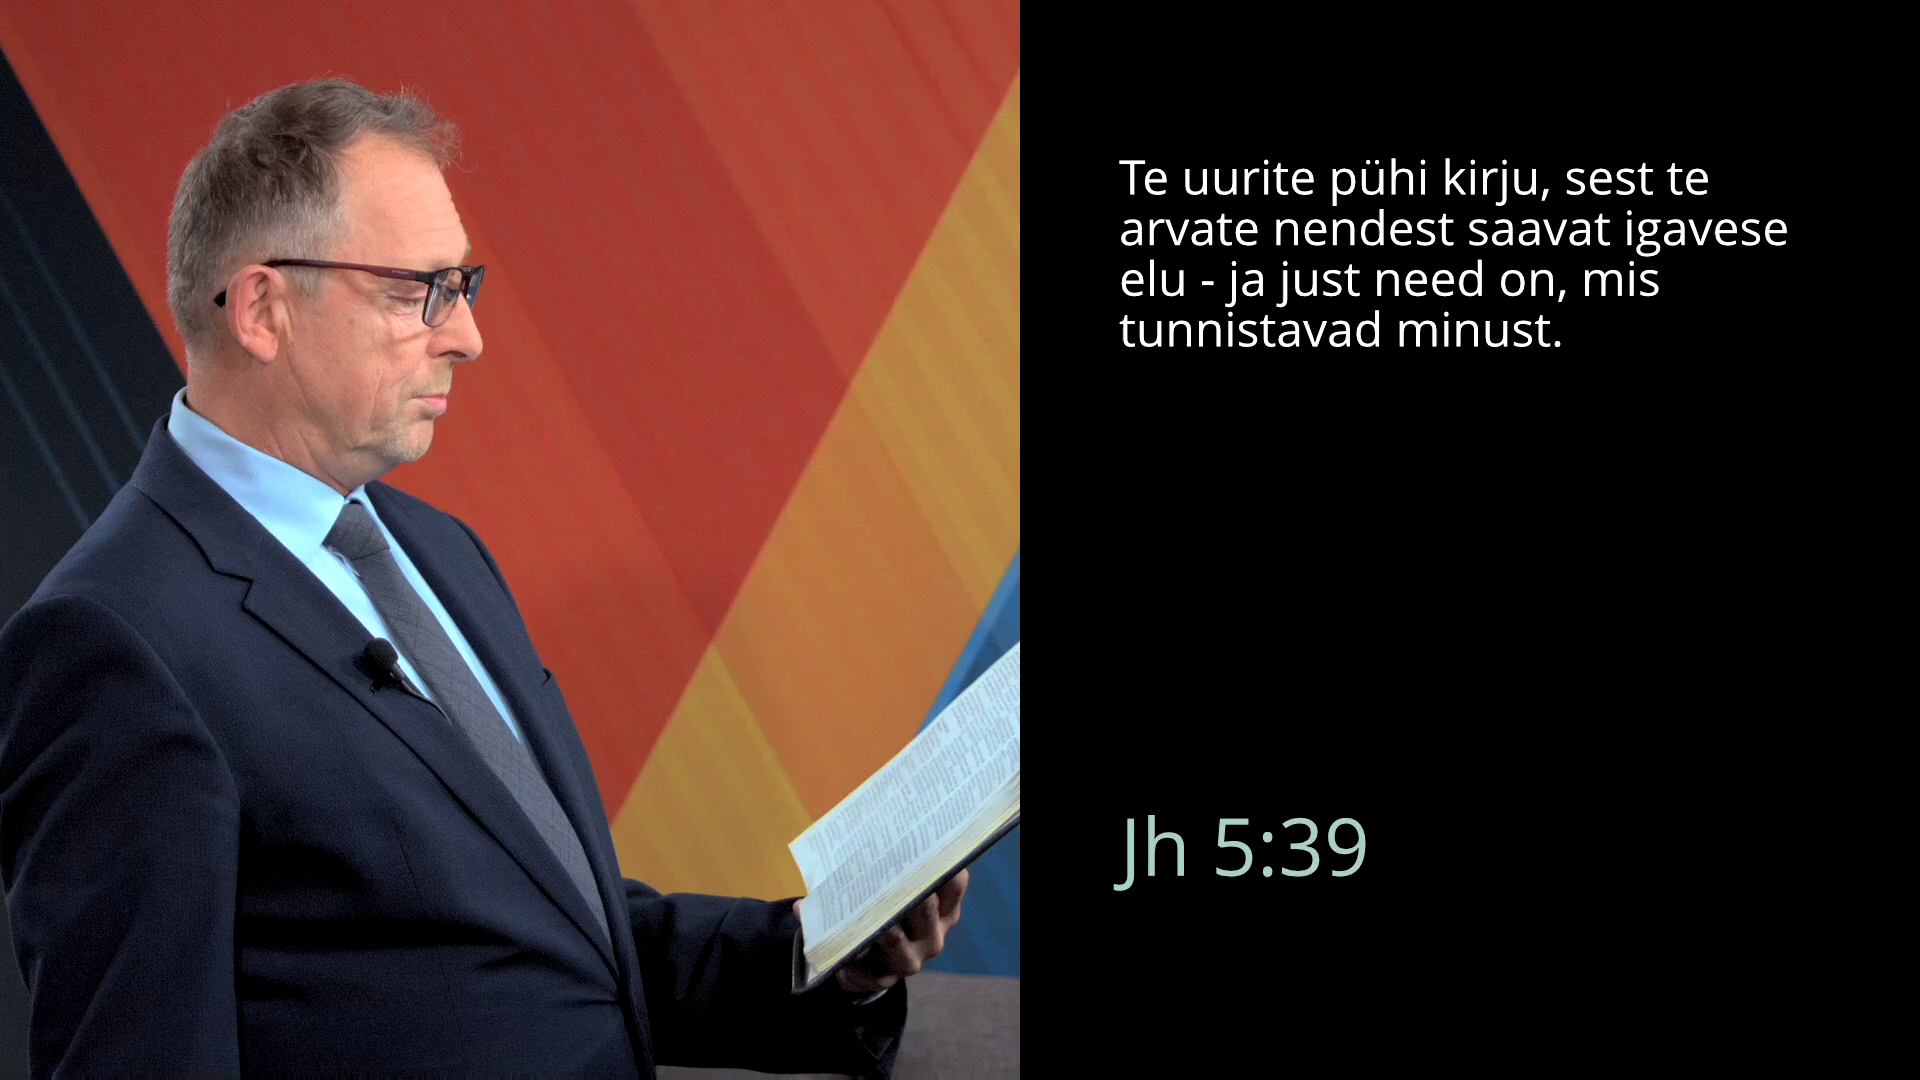 Te uurite pühi kirju, sest te
arvate nendest saavat igavese
elu - ja just need on, mis
tunnistavad minust.
Jh 5:39